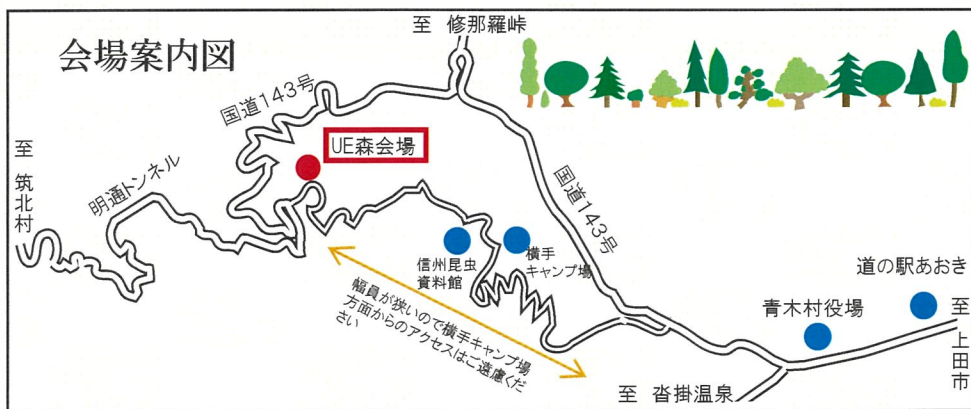 至 修那羅峠
会場案内図
国道143号
UE森会場
至 筑北村
明通トンネル
国道143号
信州昆虫
資料館
横手
キャンプ場
道の駅あおき
青木村役場
至 上田市
幅員が狭いので横手キャンプ場
方面からのアクセスはご遠慮くだ
さい
至 沓掛温泉